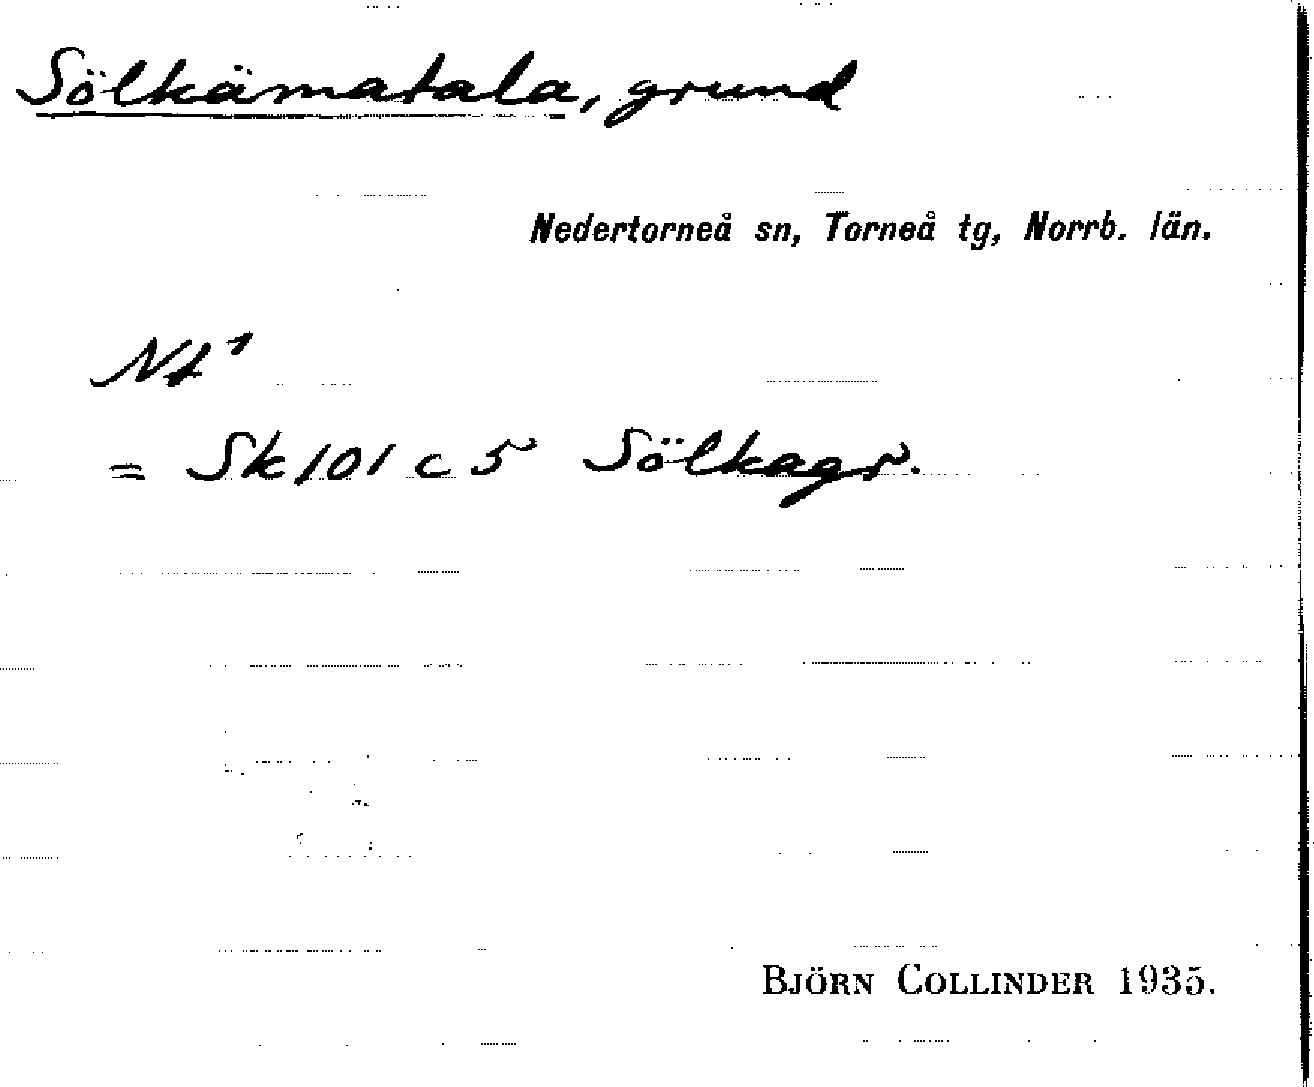 Sölkämatala, grund
Nedertorneå sn, Torneå tg, Norrb. län.
Nt¹
= Sk 101 c 5 Sölkagr.
BJÖRN COLLINDER 1935.